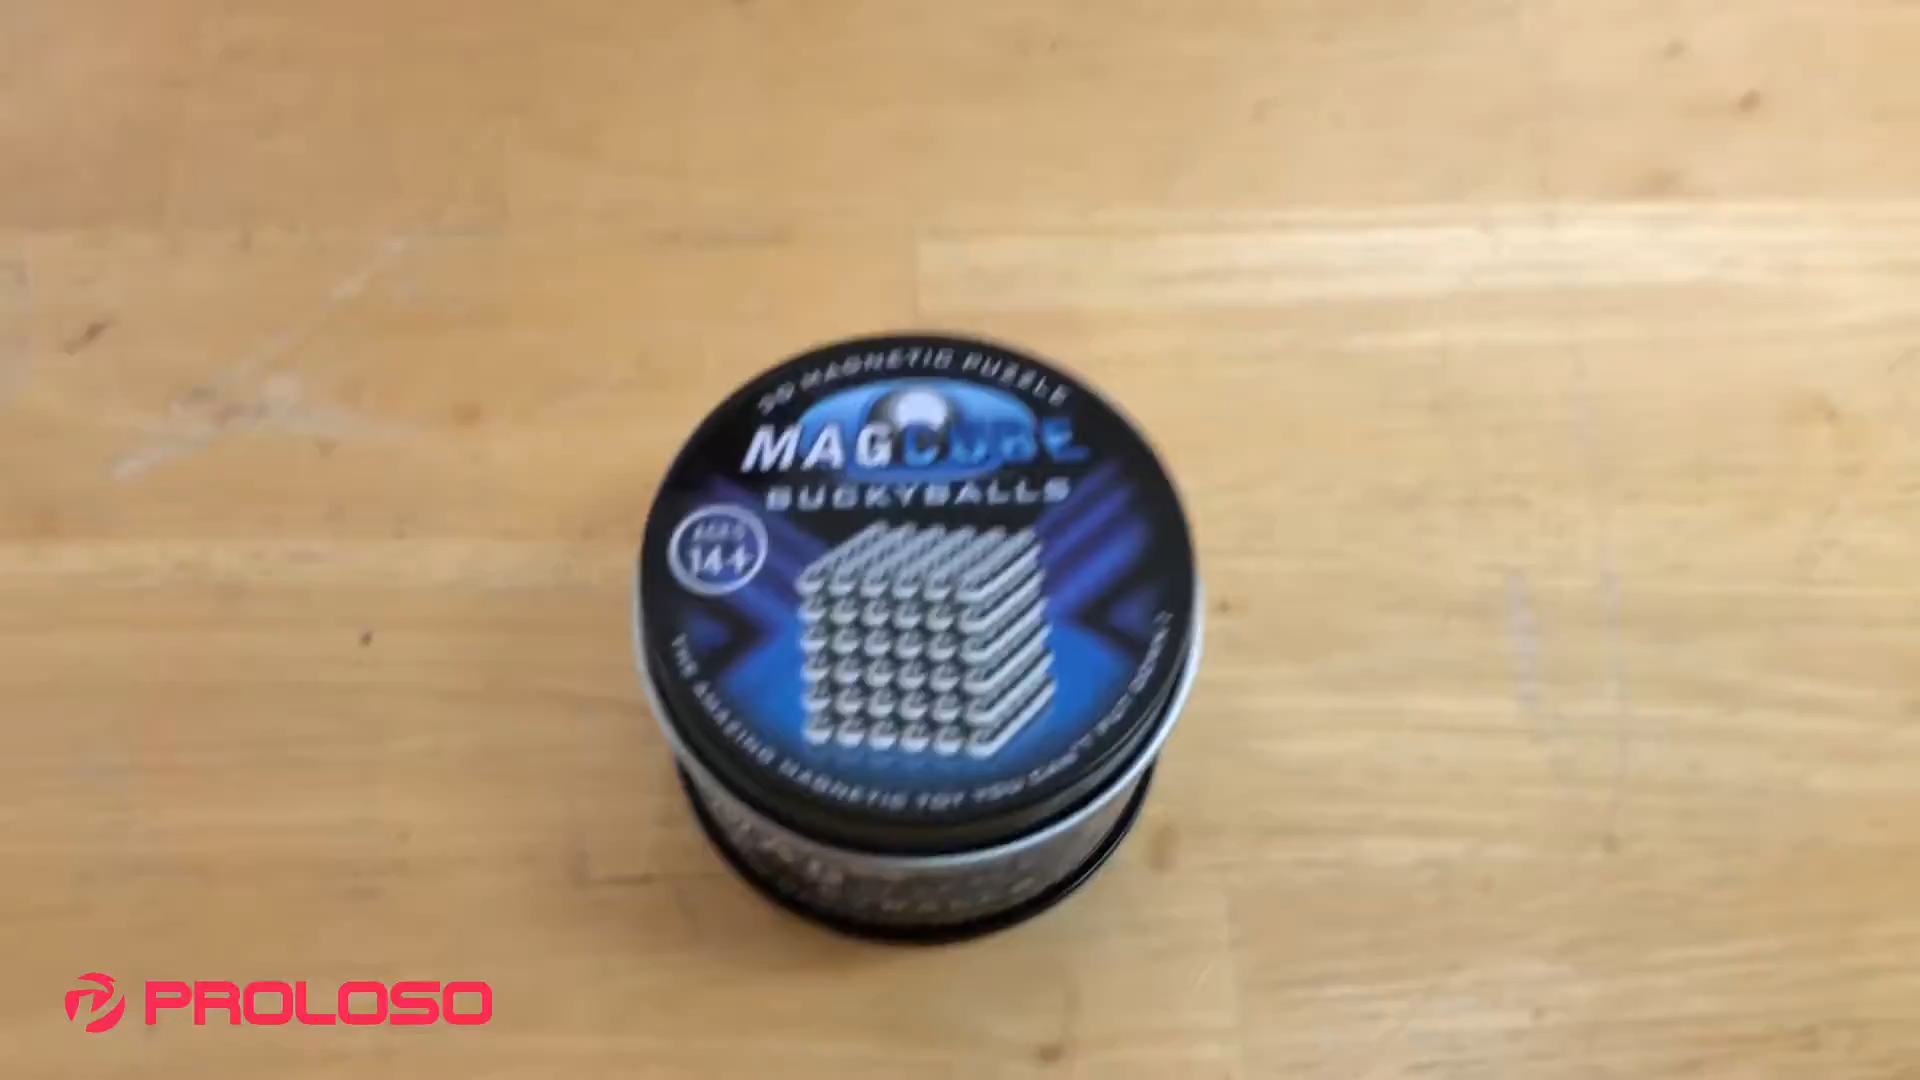 3D MAGNETIC PUZZLE
MAGCUBE
BUCKYBALLS
AGES
14+
THE AMAZING MAGNETIC TOY YOU CAN'T PUT DOWN!
PROLOSO